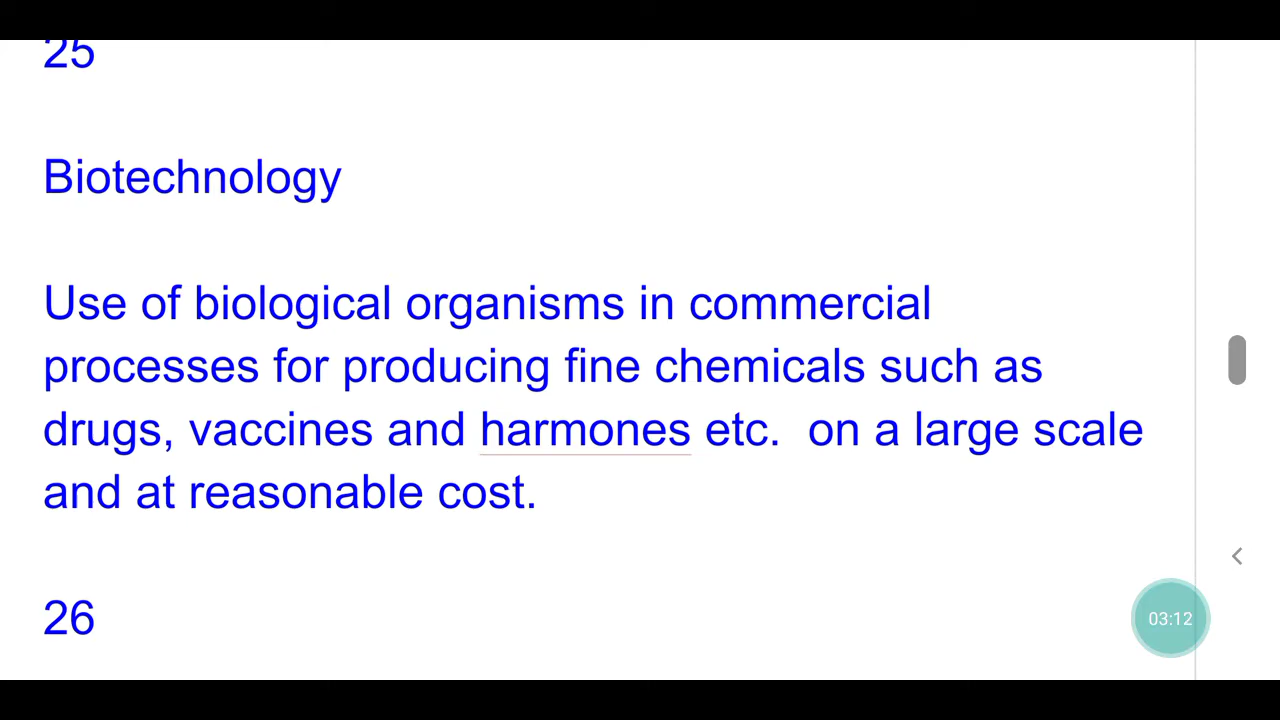 25
Biotechnology
Use of biological organisms in commercial
processes for producing fine chemicals such as
drugs, vaccines and harmones etc.  on a large scale
and at reasonable cost.
26
03:12